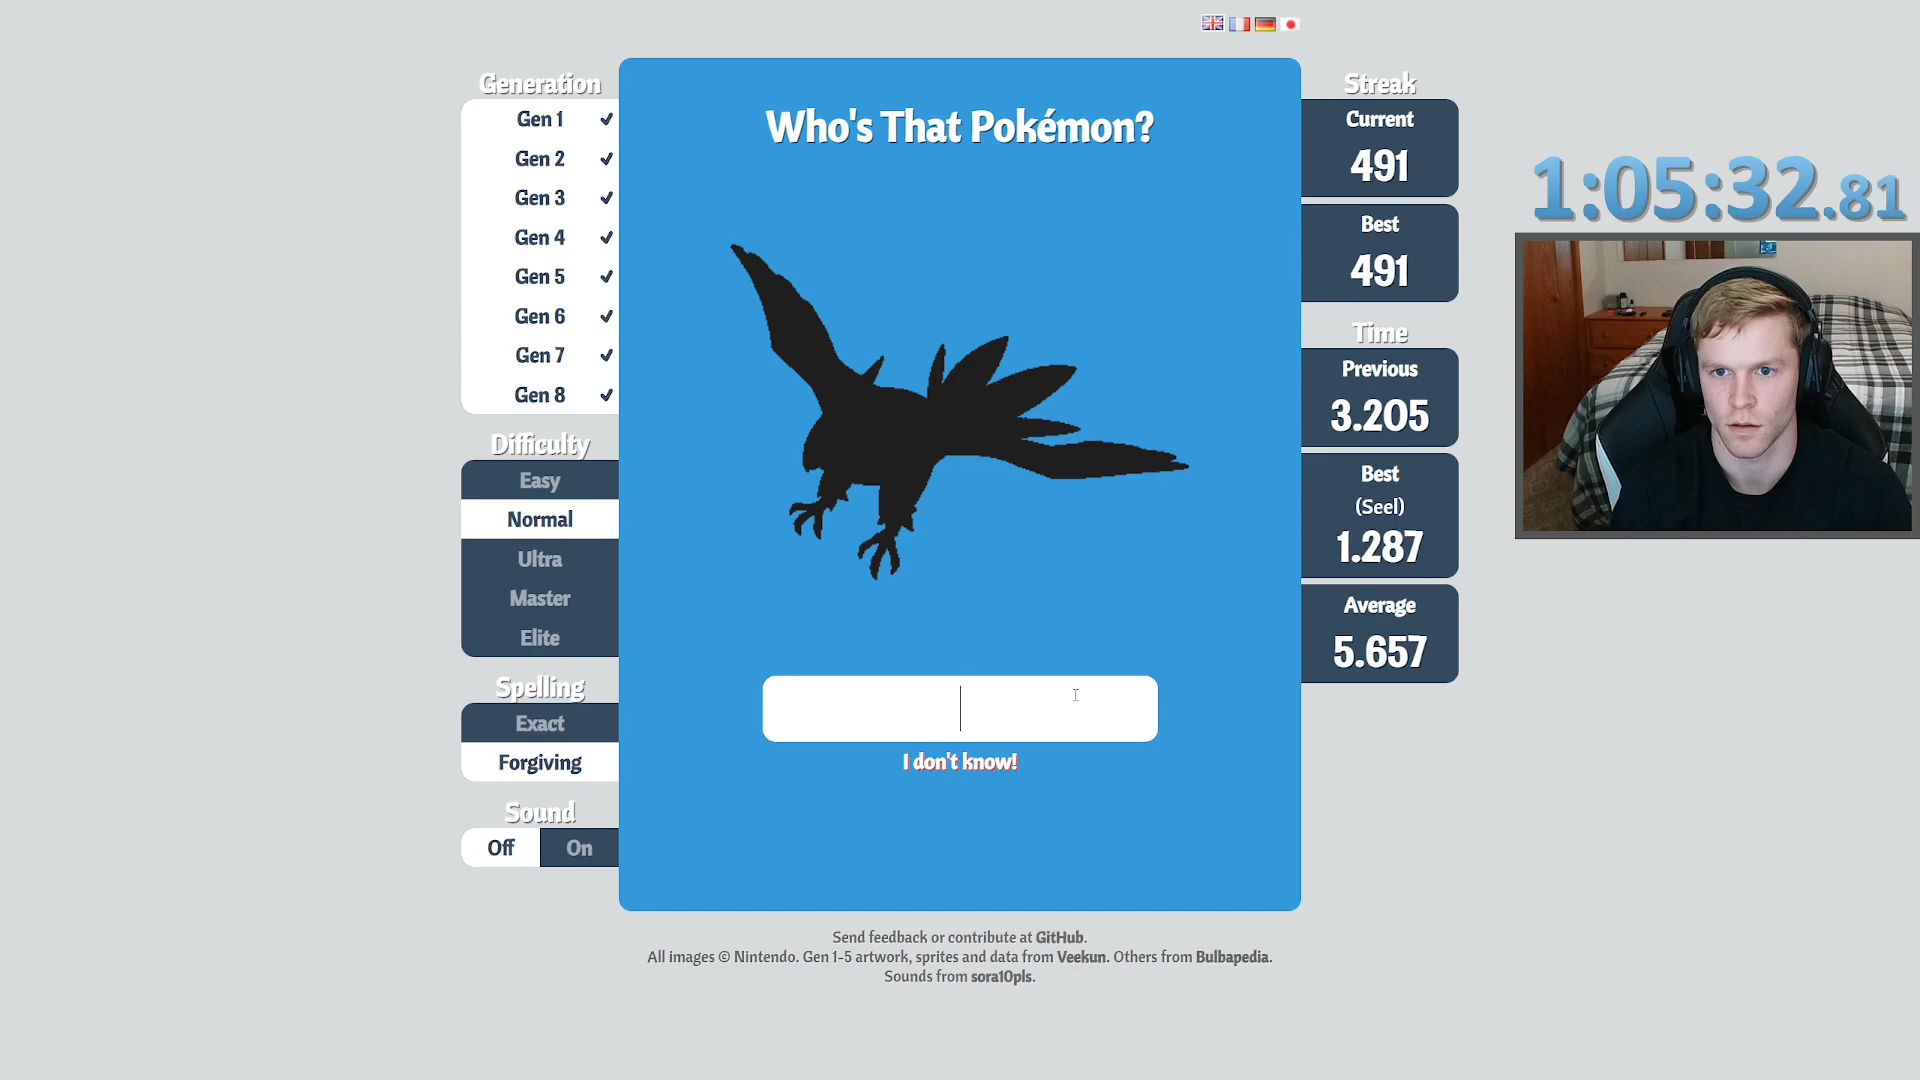 Generation
Gen 1
Gen 2
Gen 3
Gen 4
Gen 5
Gen 6
Gen 7
Gen 8
Difficulty
Easy
Normal
Ultra
Master
Elite
Spelling
Exact
Forgiving
Sound
Off On
Who's That Pokémon?
I don't know!
Streak
Current
491
Best
491
Time
Previous
3.205
Best
(Seel)
1.287
Average
5.657
1:05:32.81
Send feedback or contribute at GitHub.
All images © Nintendo. Gen 1-5 artwork, sprites and data from Veekun. Others from Bulbapedia.
Sounds from sora10pls.